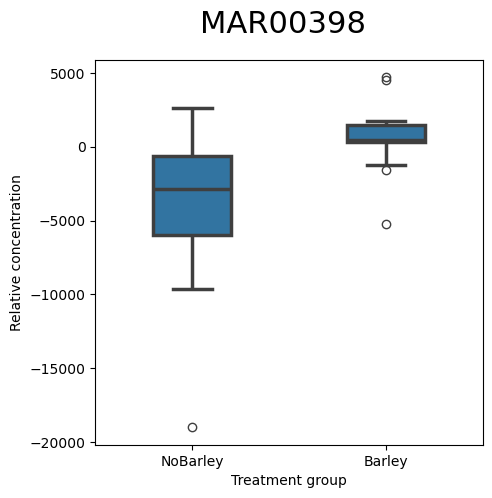 MAR00398
Relative concentration
5000
0
−5000
−10000
−15000
−20000
NoBarley
Barley
Treatment group